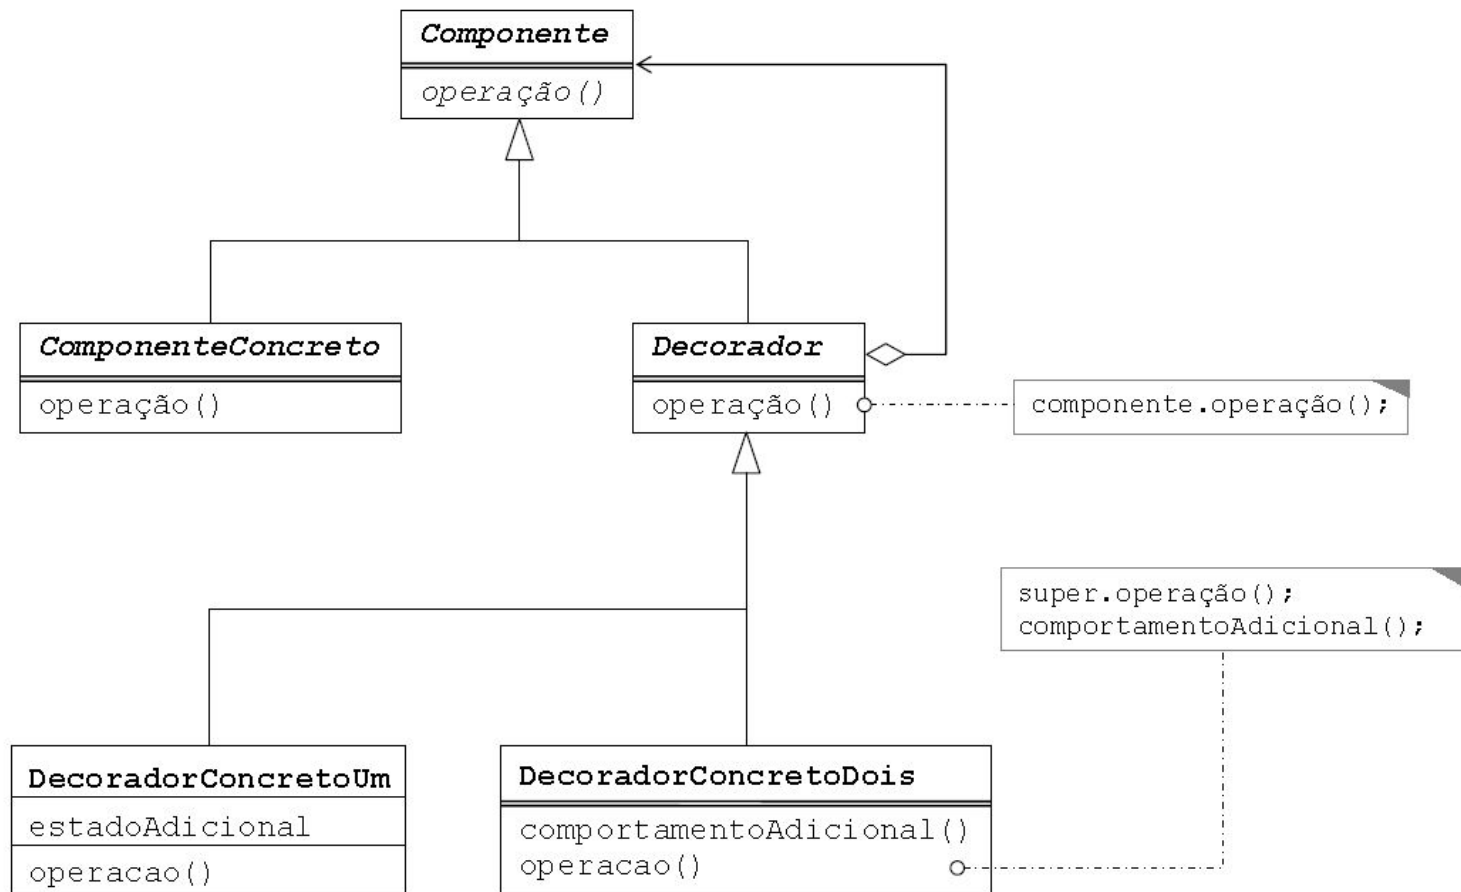 Componente
operação()
ComponenteConcreto
operação()
Decorador
operação()
componente.operação();
super.operação();
comportamentoAdicional();
DecoradorConcretoUm
estadoAdicional
operacao()
DecoradorConcretoDois
comportamentoAdicional()
operacao()